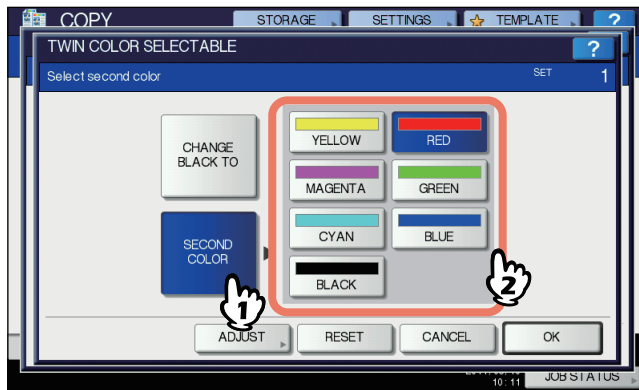 COPY
STORAGE
SETTINGS
TEMPLATE
?
TWIN COLOR SELECTABLE
?
Select second color
SET
1
CHANGE
BLACK TO
YELLOW
RED
MAGENTA
GREEN
SECOND
COLOR
CYAN
BLUE
BLACK
1
2
ADJUST
RESET
CANCEL
OK
10:11
JOB STATUS